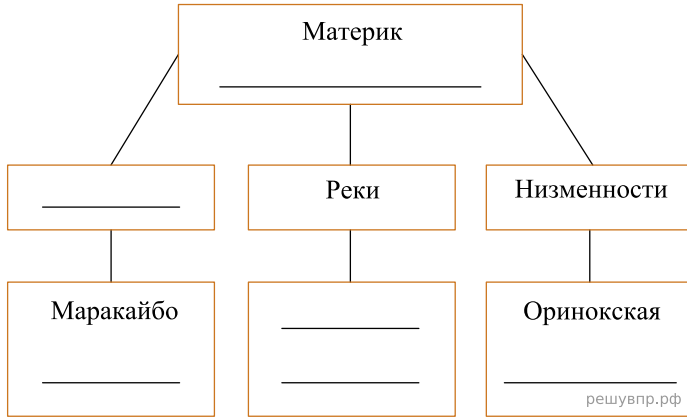 Материк
Реки
Низменности
Маракайбо
Оринокская
решувпр.рф